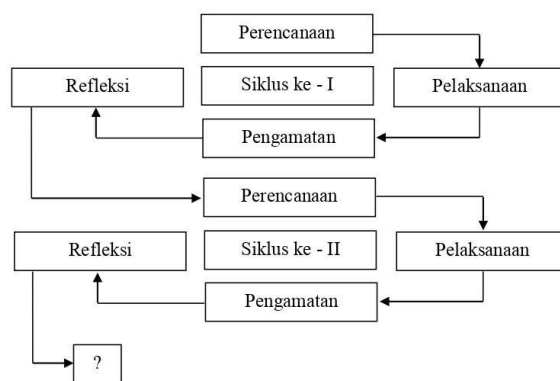 Perencanaan
Refleksi
Siklus ke - I
Pelaksanaan
Pengamatan
Perencanaan
Refleksi
Siklus ke - II
Pelaksanaan
Pengamatan
?